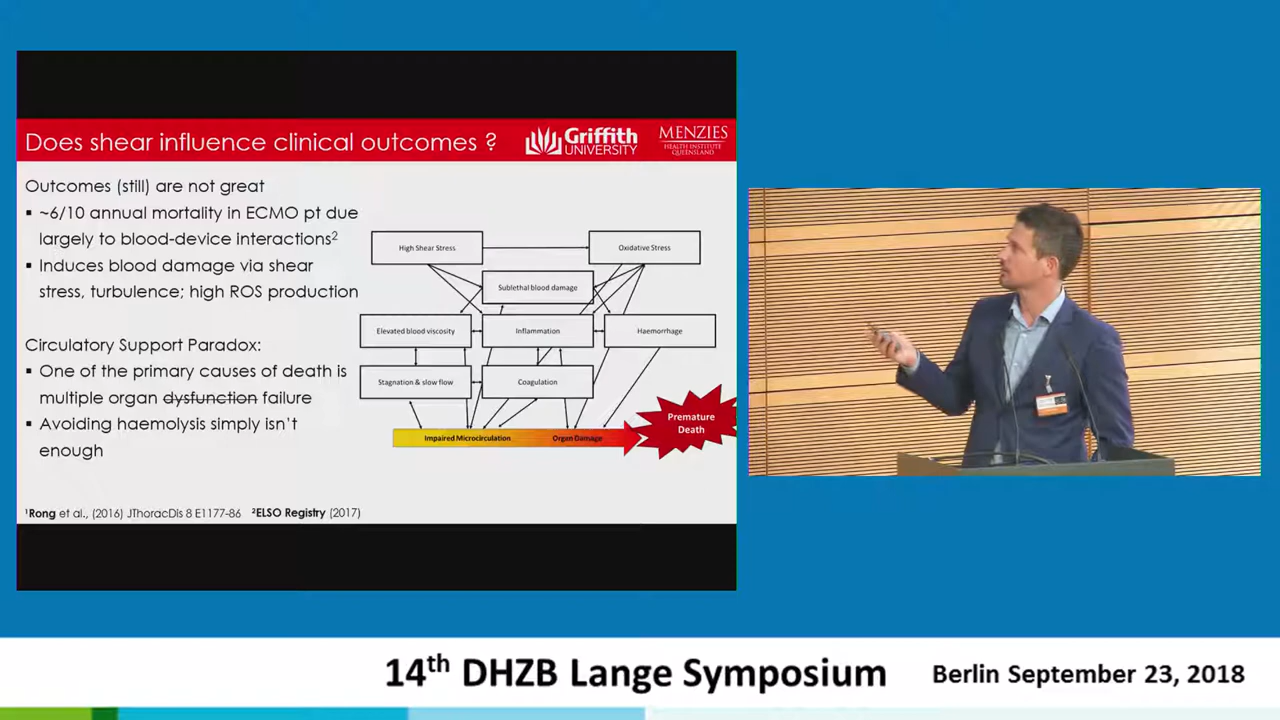 Does shear influence clinical outcomes ?
Griffith
UNIVERSITY
MENZIES
HEALTH INSTITUTE
QUEENSLAND
Outcomes (still) are not great
▪ ~6/10 annual mortality in ECMO pt due
largely to blood-device interactions²
▪ Induces blood damage via shear
stress, turbulence; high ROS production
Circulatory Support Paradox:
▪ One of the primary causes of death is
multiple organ dysfunction failure
▪ Avoiding haemolysis simply isn't
enough
High Shear Stress
Oxidative Stress
Sublethal blood damage
Elevated blood viscosity
Inflammation
Haemorrhage
Stagnation & slow flow
Coagulation
Premature
Death
Impaired Microcirculation
Organ Damage
¹Rong et al., (2016) JThoracDis 8 E1177-86 ²ELSO Registry (2017)
14th DHZB Lange Symposium
Berlin September 23, 2018